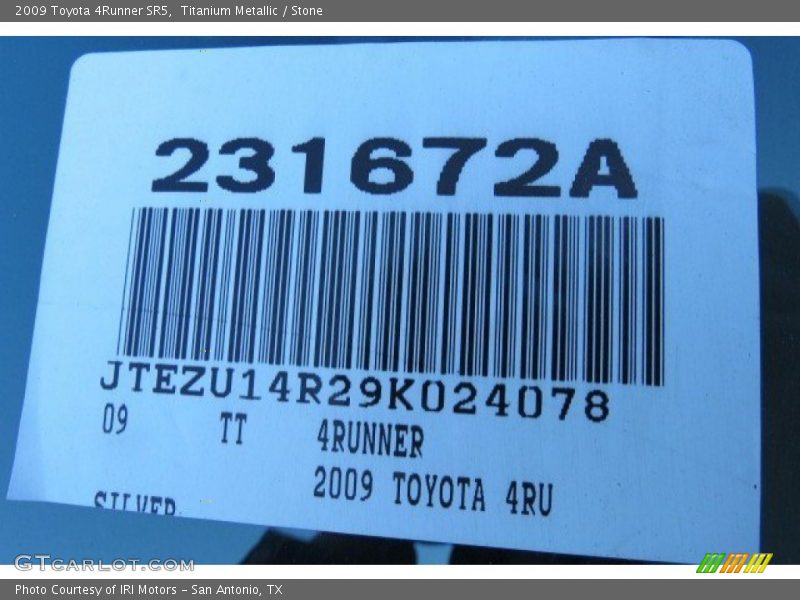 2009 Toyota 4Runner SR5,  Titanium Metallic / Stone
231672A
JTEZU14R29K024078
09 TT 4RUNNER
2009 TOYOTA 4RU
SILVER
GTCARLOT.COM
Photo Courtesy of IRI Motors - San Antonio, TX